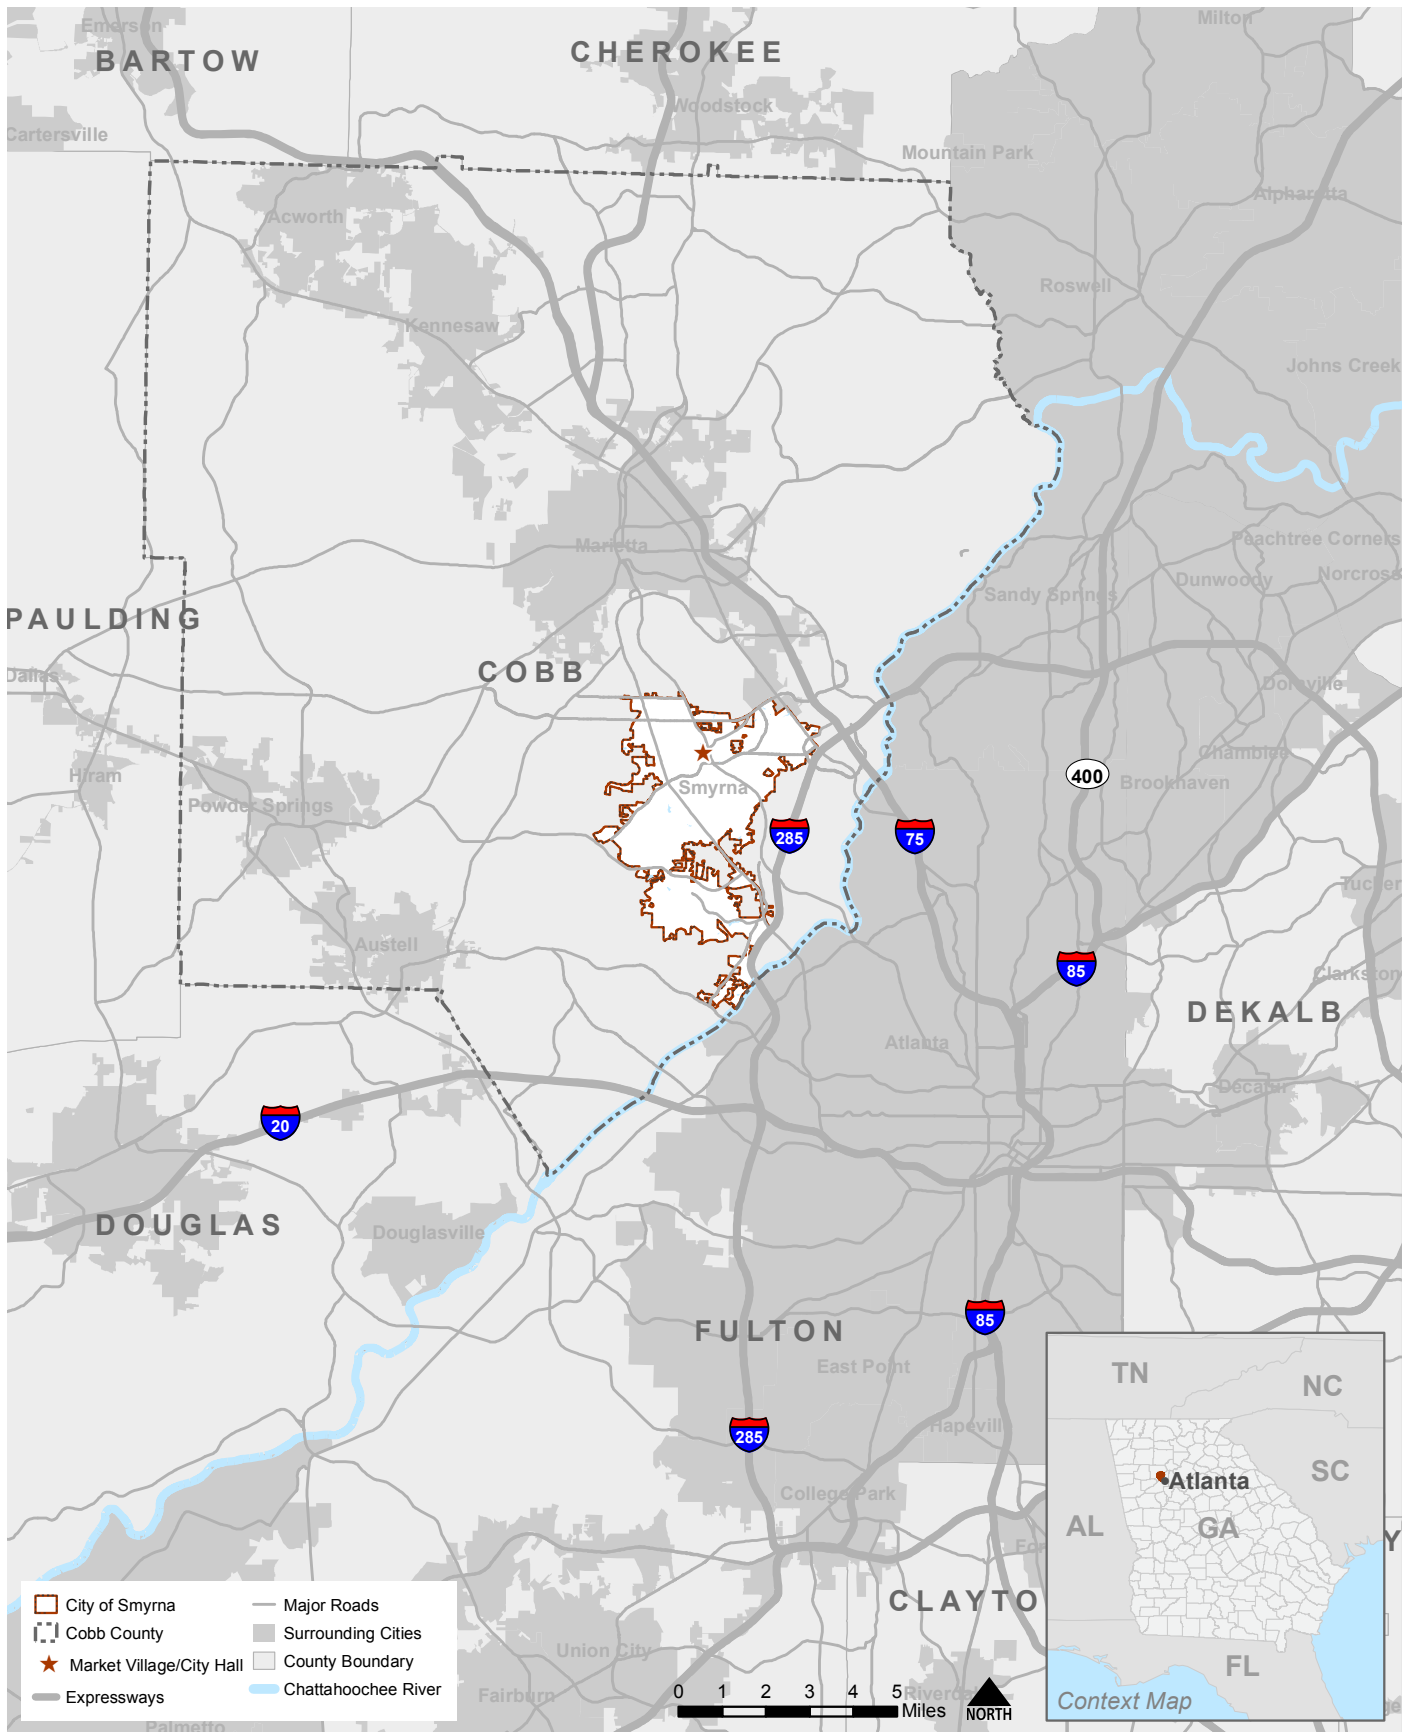 Emerson
BARTOW
CHEROKEE
Milton
Woodstock
Cartersville
Mountain Park
Alpharetta
Acworth
Roswell
Kennesaw
Johns Creek
Marietta
Peachtree Corners
Norcross
Dunwoody
Sandy Springs
PAULDING
COBB
Dallas
Doraville
Chamblee
Hiram
400
Brookhaven
Smyrna
Powder Springs
285
75
Tucker
Austell
85
Clarkston
DEKALB
Atlanta
Decatur
20
DOUGLAS
Douglasville
FULTON
85
East Point
Hapevill
285
College Park
For
CLAYTO
Y
Union City
Fairburn
Riverda
Palmetto
City of Smyrna
Cobb County
Market Village/City Hall
Expressways
Major Roads
Surrounding Cities
County Boundary
Chattahoochee River
0 1 2 3 4 5
Miles
NORTH
TN
NC
SC
Atlanta
AL
GA
FL
Context Map